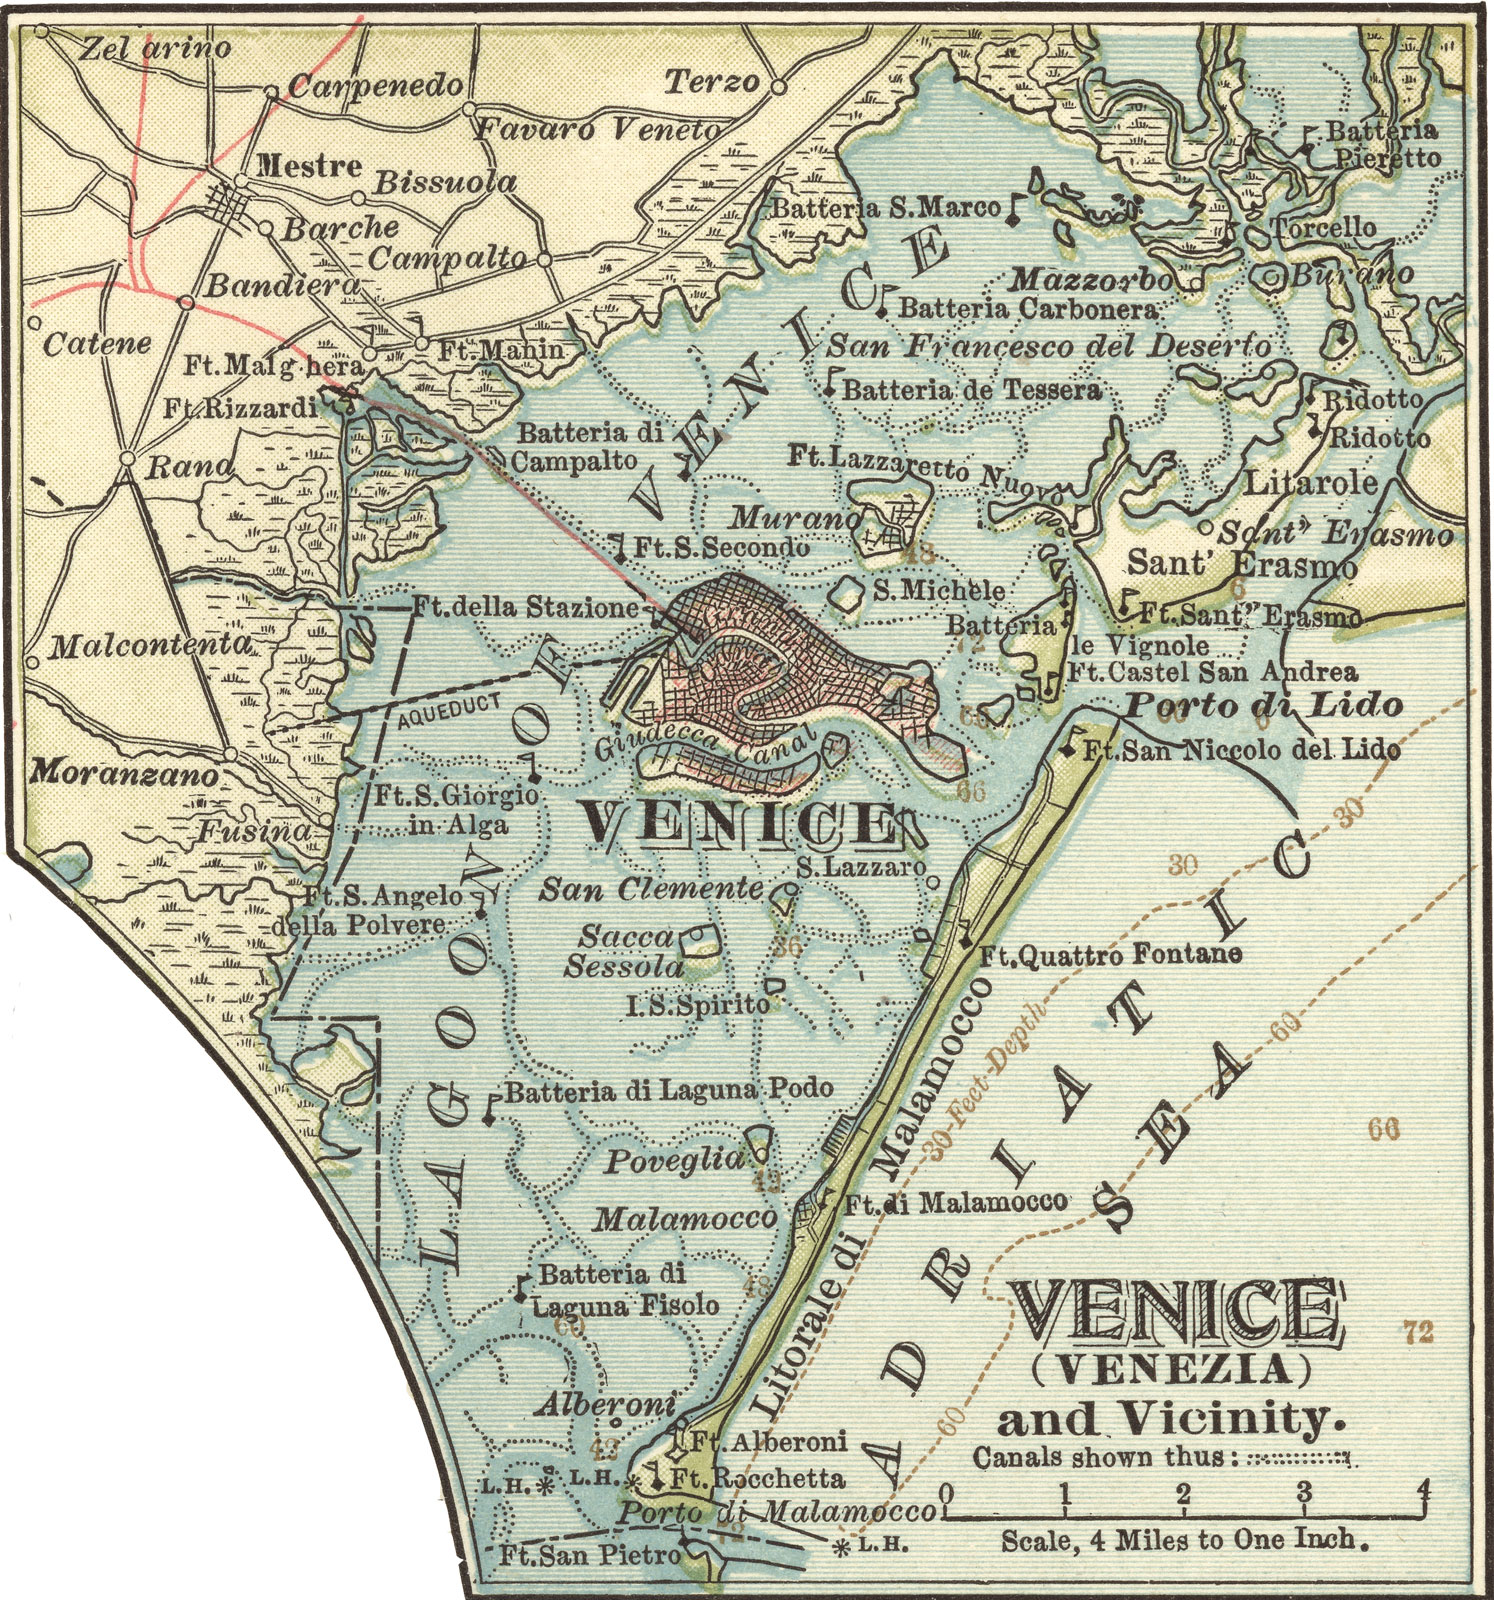 Zelarino
Carpenedo
Terzo
Favaro Veneto
Mestre
Bissuola
Barche
Campalto
Bandiera
Catene
Ft. Malghera
Ft. Manin
Ft. Rizzardi
Rana
Batteria di
Campalto
Malcontenta
Moranzano
Fusina
AQUEDUCT
Batteria
Pieretto
Batteria S. Marco
Torcello
Mazzorbo
Burano
Batteria Carbonera
San Francesco del Deserto
Batteria de Tessera
Ridotto
Ridotto
Ft. Lazzaretto Nuovo
Litarole
Murano
48
Sant" Erasmo
Ft. S. Secondo
Sant' Erasmo
6
S. Michele
Ft. della Stazione
Ft. Sant" Erasmo
Batteria
le Vignole
72
Ft. Castel San Andrea
Grand
Canal
Porto di Lido
66
60
6
Giudecca Canal
Ft. San Niccolo del Lido
66
Ft. S. Giorgio
in Alga
VENICE
30
30
S. Lazzaro
San Clemente
Ft. S. Angelo
della Polvere
Sacca
Sessola
36
Ft. Quattro Fontane
I. S. Spirito
60
LAGOON OF VENICE
Batteria di Laguna Podo
30-Feet-Depth
66
Poveglia
42
Malamocco
Ft. di Malamocco
Litorale di Malamocco
ADRIATIC
SEA
Batteria di
Laguna Fisolo
48
60
72
Alberoni
42
60
Ft. Alberoni
L.H.
L.H.
Ft. Rocchetta
Porto di Malamocco
72
L.H.
Ft. San Pietro
VENICE
(VENEZIA)
and Vicinity.
Canals shown thus:
0 1 2 3 4
Scale, 4 Miles to One Inch.